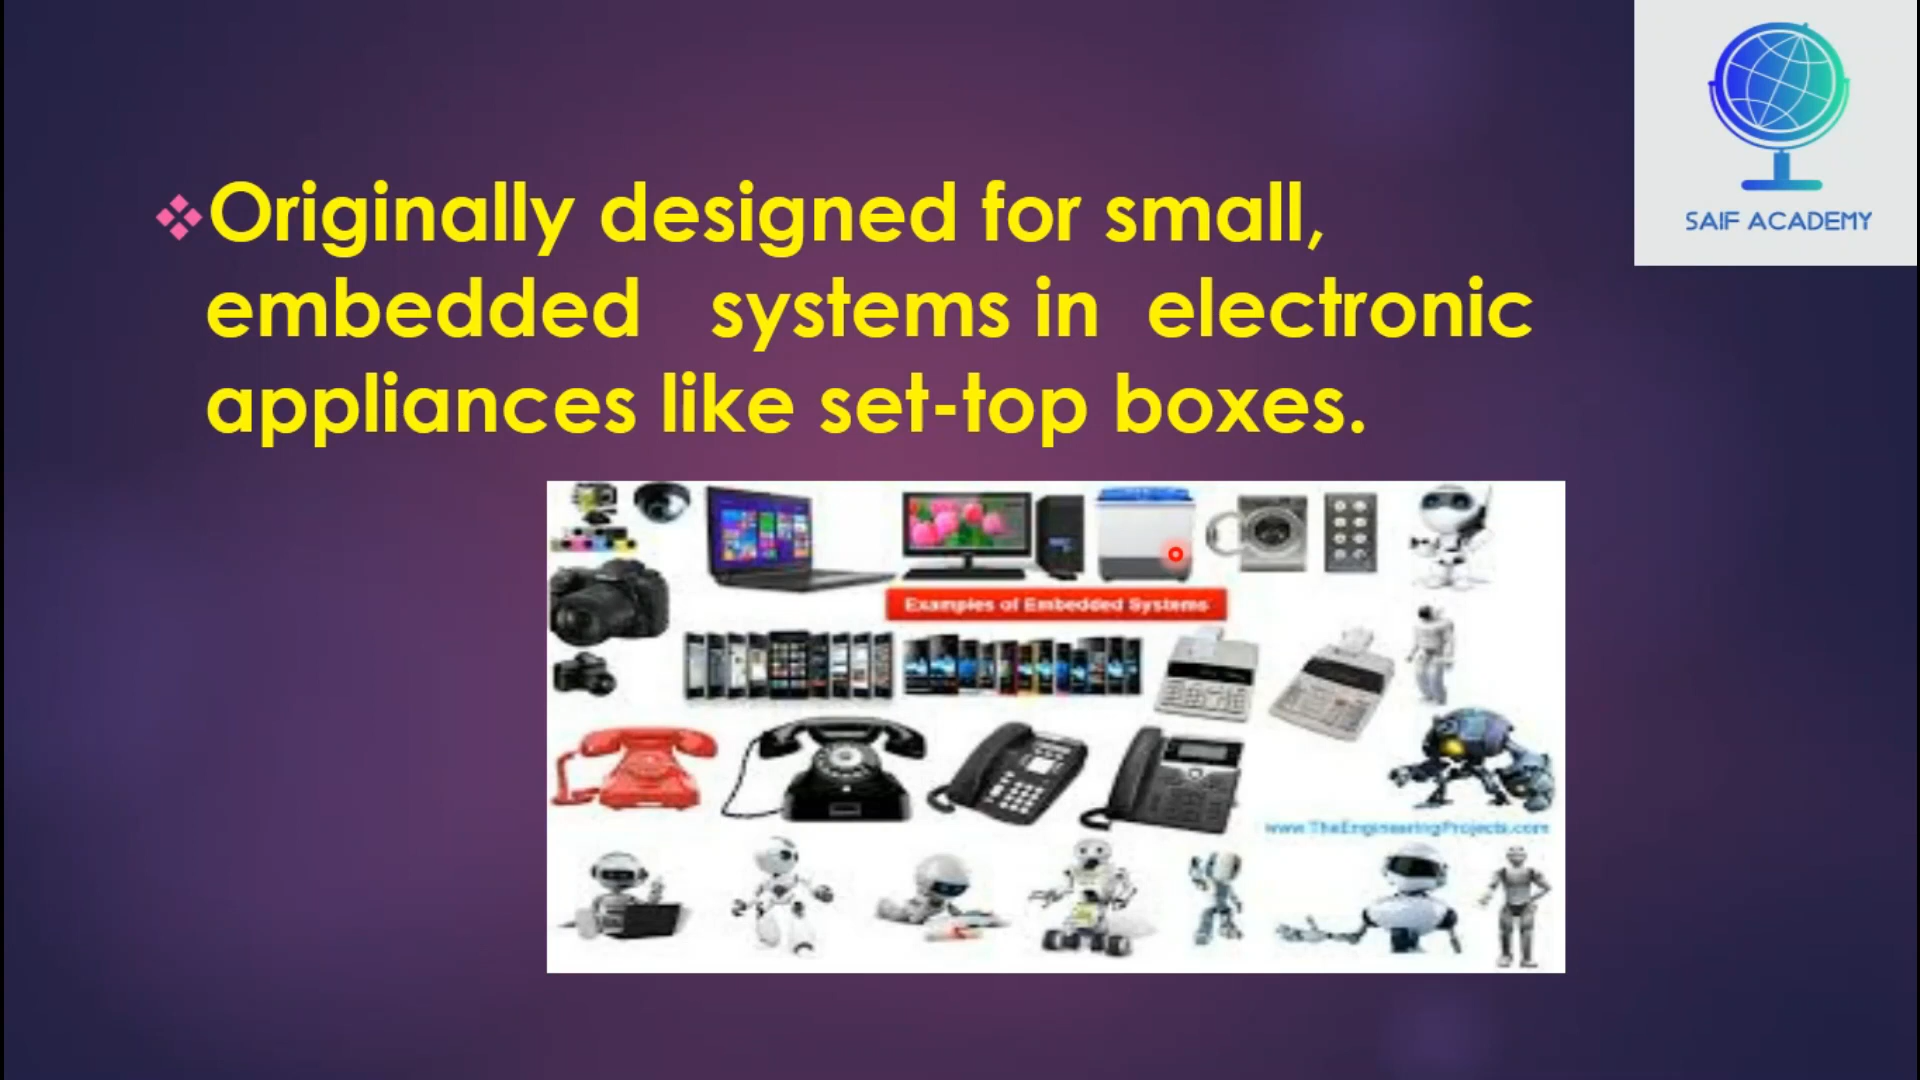 SAIF ACADEMY
Originally designed for small,
embedded systems in electronic
appliances like set-top boxes.
Examples of Embedded Systems
www.TheEngineeringProjects.com